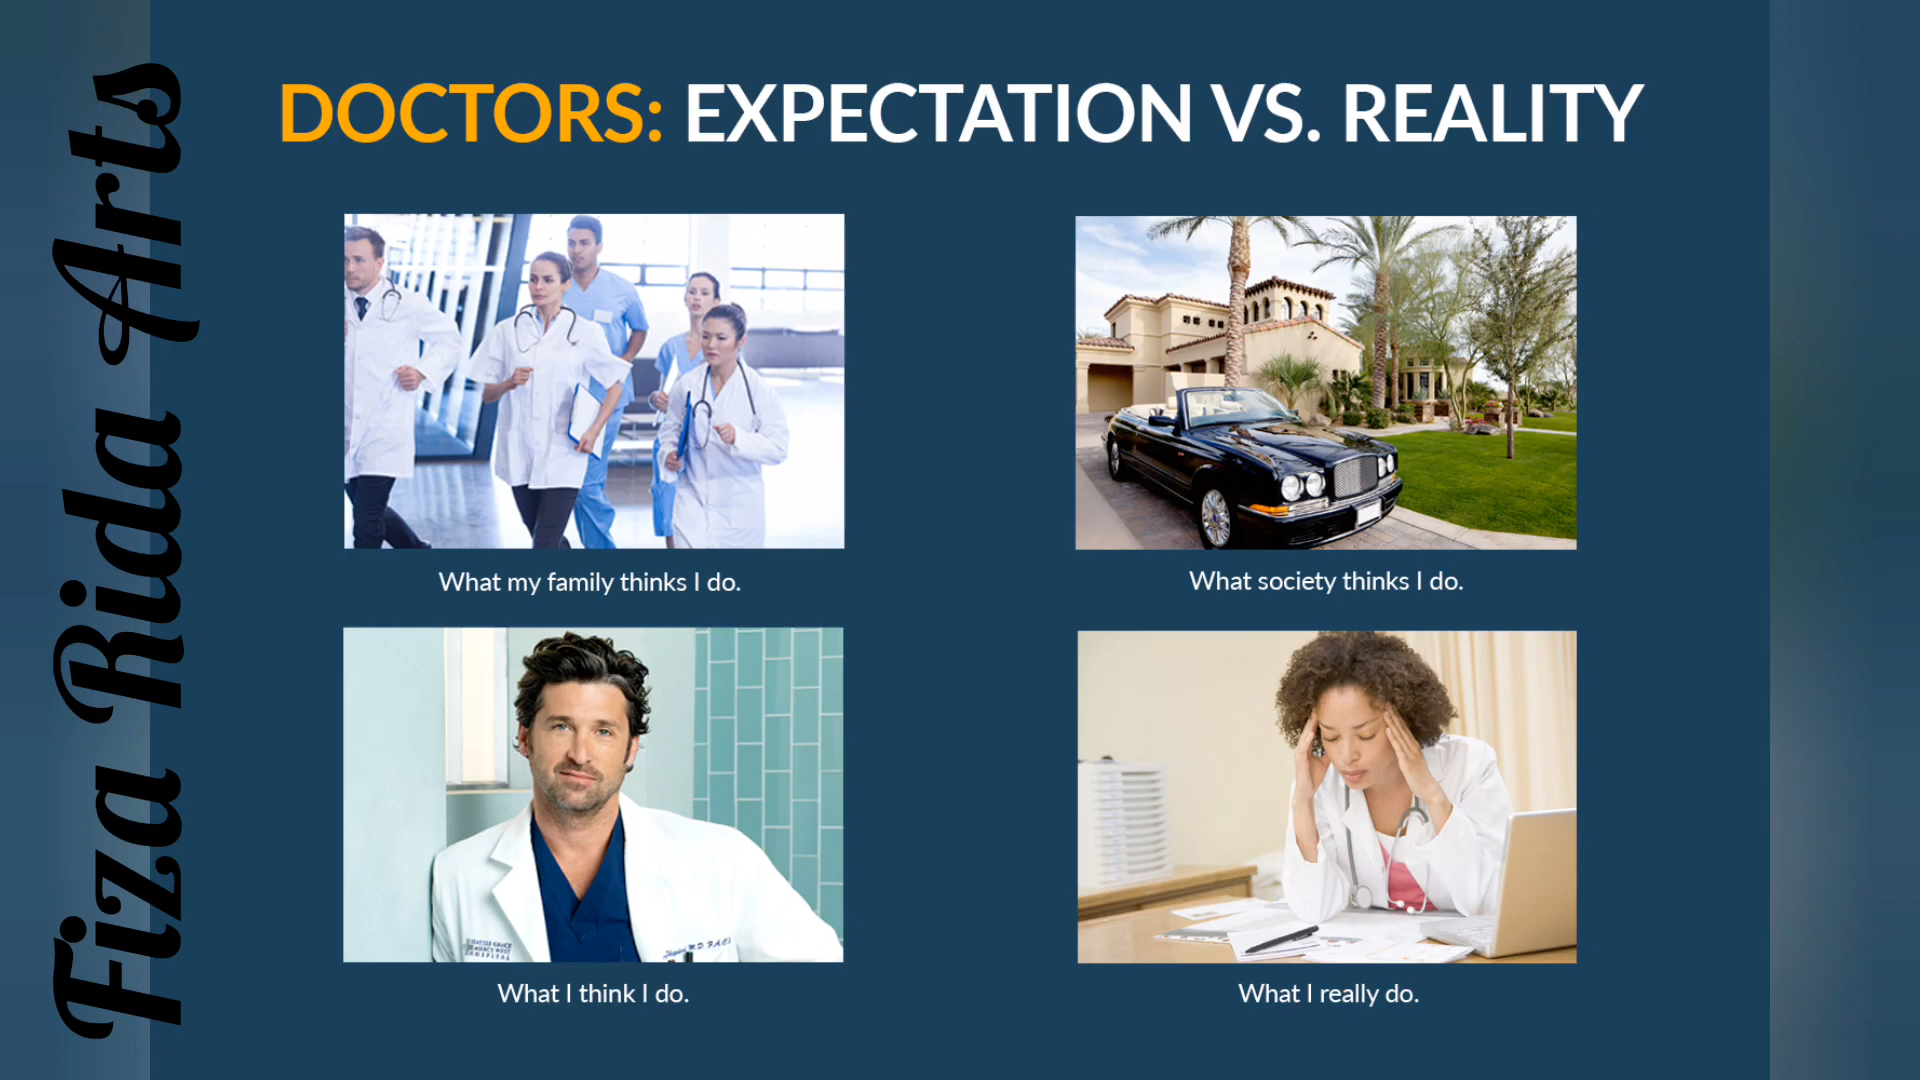 DOCTORS: EXPECTATION VS. REALITY
What my family thinks I do.
What society thinks I do.
What I think I do.
What I really do.
Fiza Rida Arts